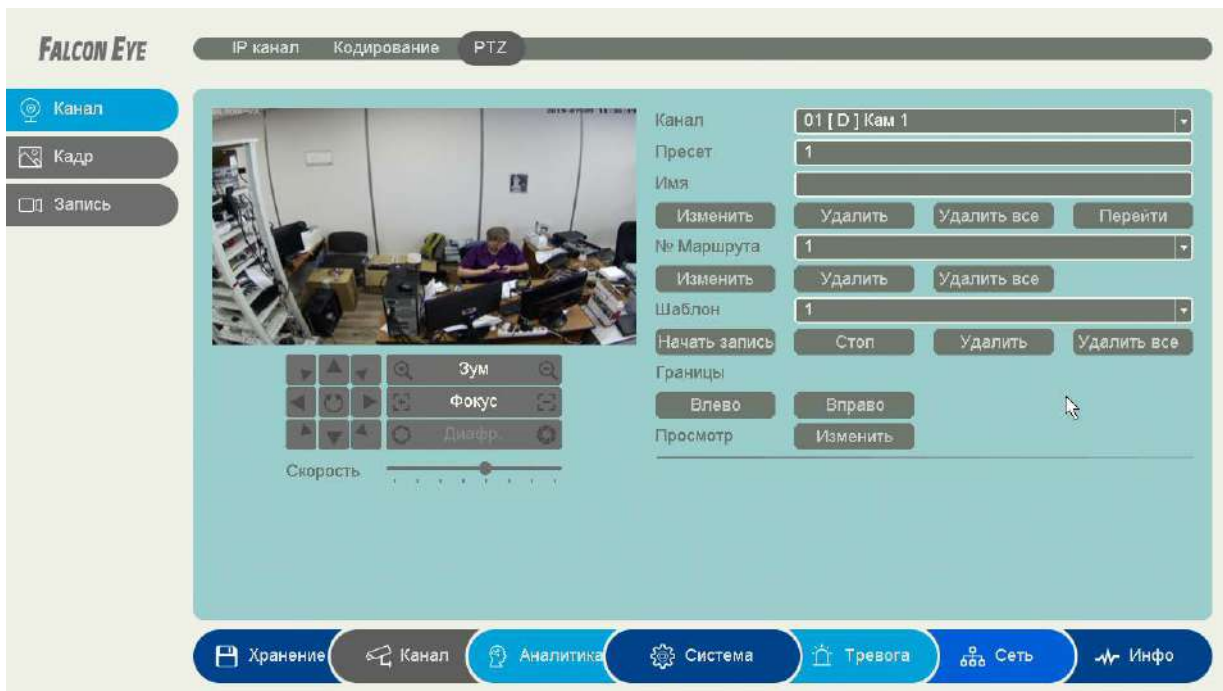 FALCON EYE
IP канал Кодирование PTZ
Канал
Кадр
Запись
Канал 01 [ D ] Кам 1
Пресет 1
Имя
Изменить Удалить Удалить все Перейти
№ Маршрута 1
Изменить Удалить Удалить все
Шаблон 1
Начать запись Стоп Удалить Удалить все
Границы
Влево Вправо
Просмотр Изменить
Зум
Фокус
Диафр.
Скорость
Хранение Канал Аналитика Система Тревога Сеть Инфо